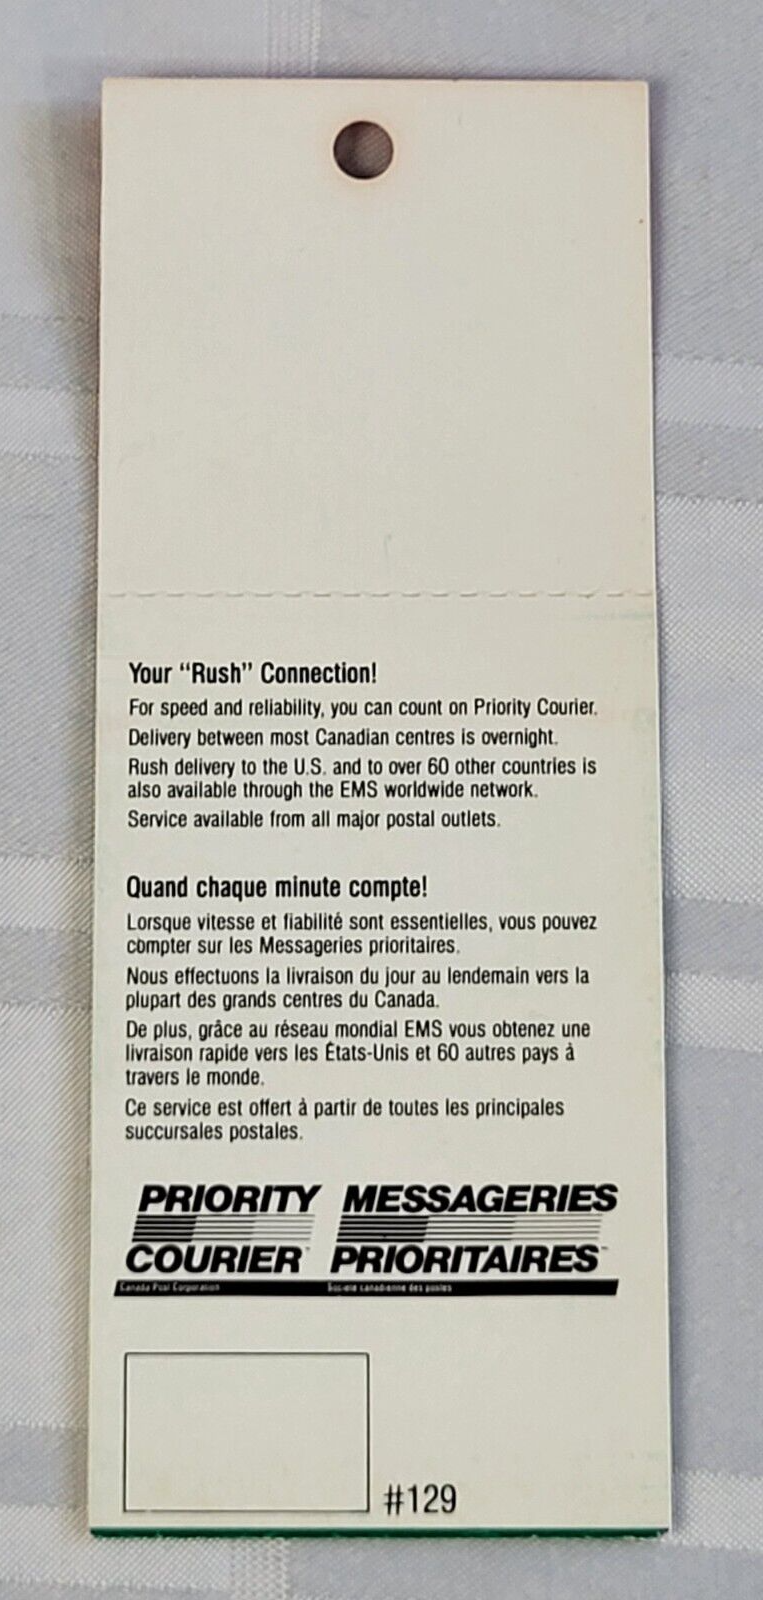 Your "Rush" Connection!
For speed and reliability, you can count on Priority Courier.
Delivery between most Canadian centres is overnight.
Rush delivery to the U.S. and to over 60 other countries is
also available through the EMS worldwide network.
Service available from all major postal outlets.
Quand chaque minute compte!
Lorsque vitesse et fiabilité sont essentielles, vous pouvez
compter sur les Messageries prioritaires.
Nous effectuons la livraison du jour au lendemain vers la
plupart des grands centres du Canada.
De plus, grâce au réseau mondial EMS vous obtenez une
livraison rapide vers les États-Unis et 60 autres pays à
travers le monde.
Ce service est offert à partir de toutes les principales
succursales postales.
PRIORITY MESSAGERIES
COURIER PRIORITAIRES
Canada Post Corporation Société canadienne des postes
#129